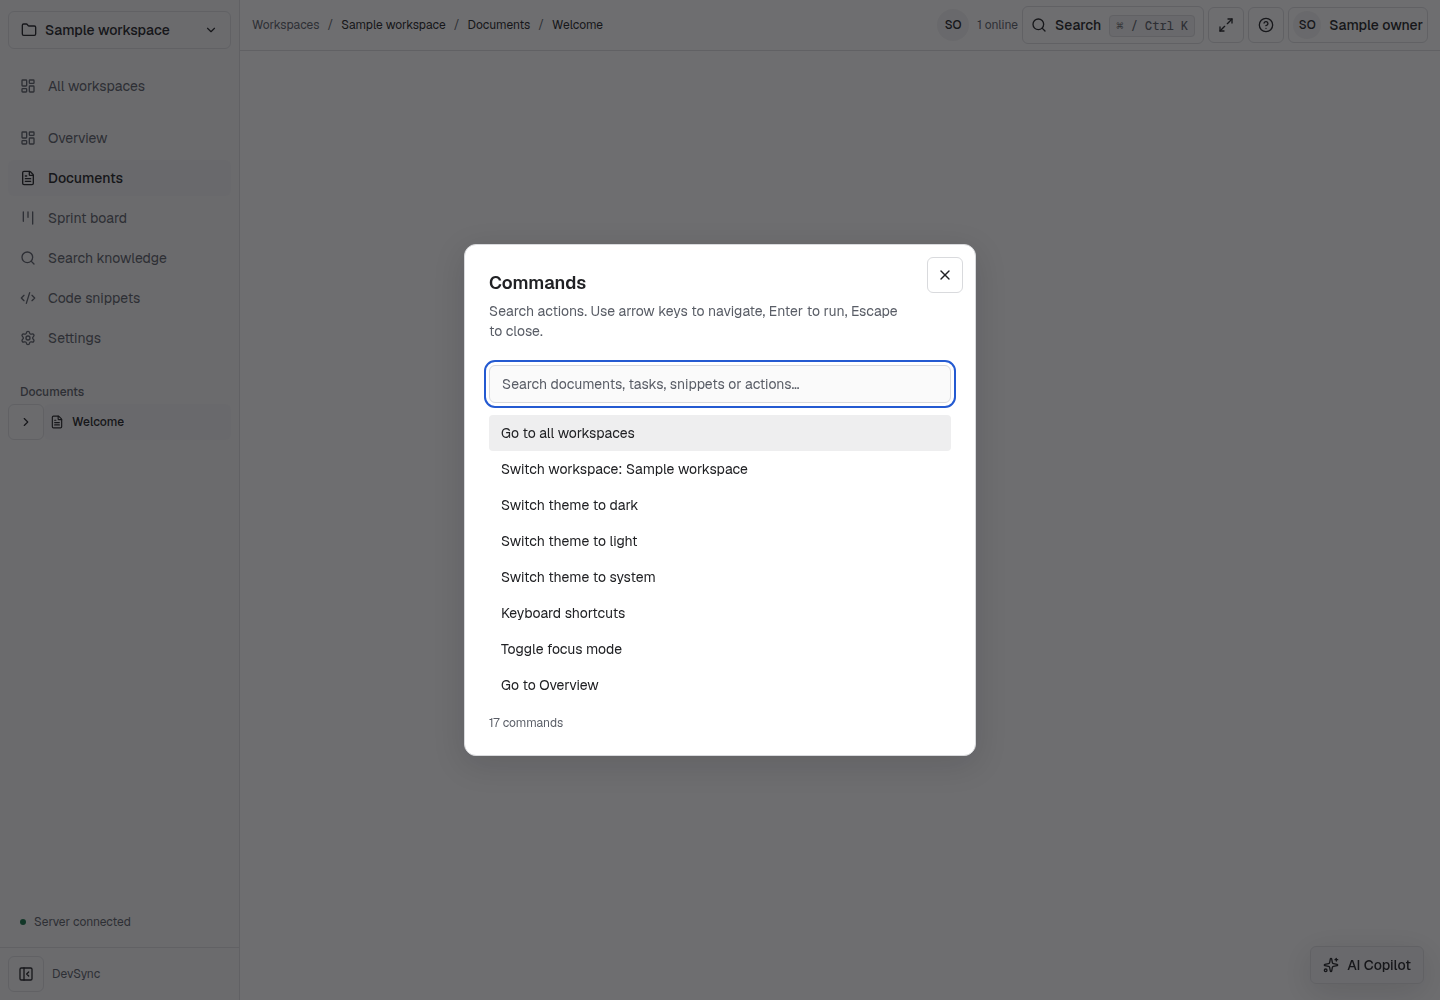 Sample workspace
Workspaces / Sample workspace / Documents / Welcome
SO 1 online Search ⌘ / Ctrl K SO Sample owner
All workspaces
Overview
Documents
Sprint board
Search knowledge
Code snippets
Settings
Documents
Welcome
Server connected
DevSync
Commands
Search actions. Use arrow keys to navigate, Enter to run, Escape
to close.
Search documents, tasks, snippets or actions…
Go to all workspaces
Switch workspace: Sample workspace
Switch theme to dark
Switch theme to light
Switch theme to system
Keyboard shortcuts
Toggle focus mode
Go to Overview
17 commands
AI Copilot